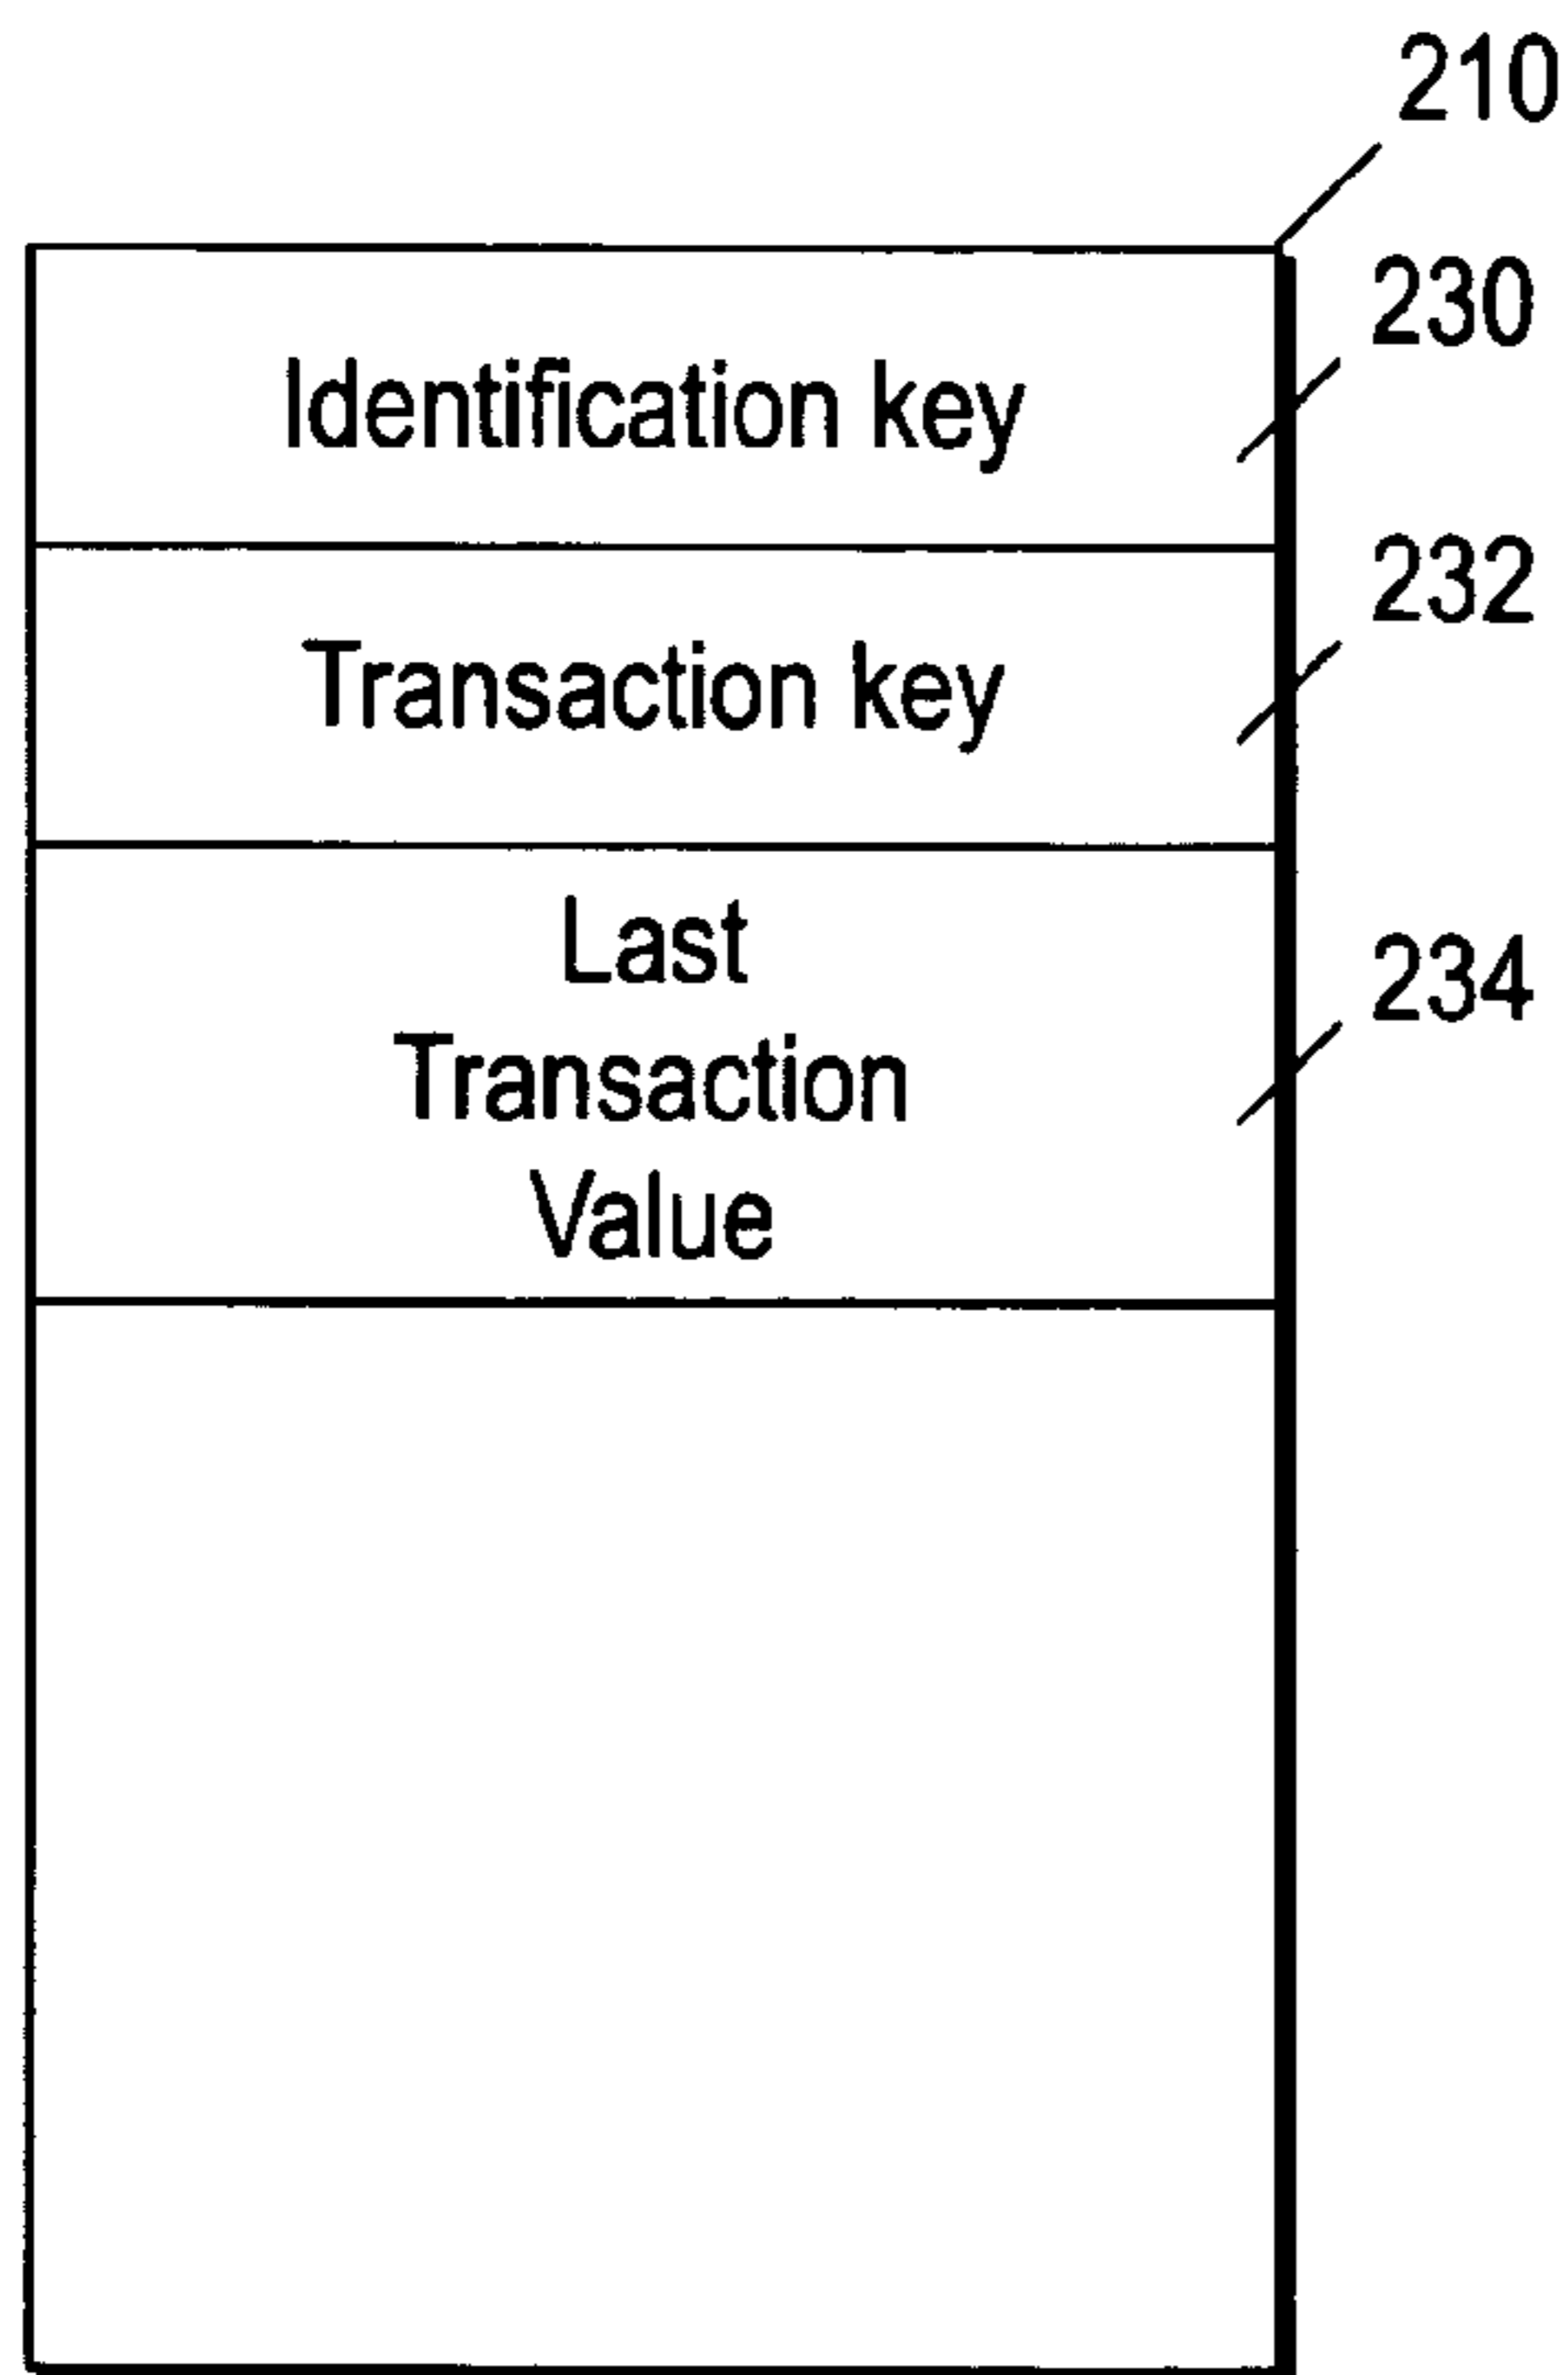 210
230
Identification key
232
Transaction key
Last
234
Transaction
Value